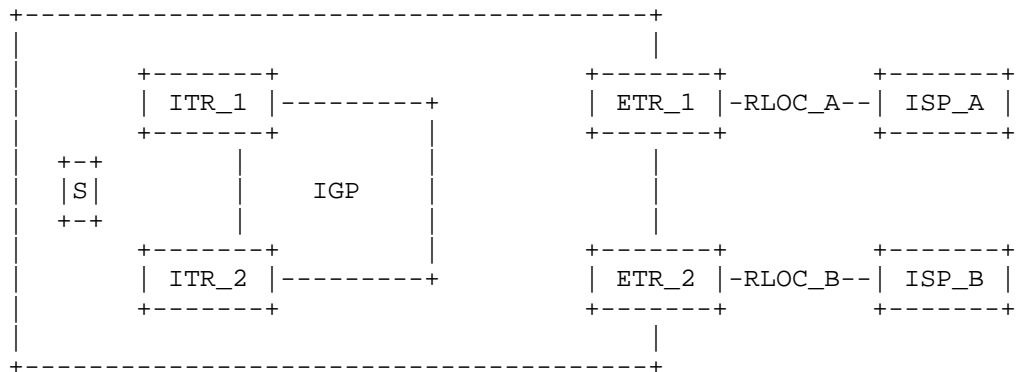 ITR_1 ETR_1 -RLOC_A-- ISP_A
S IGP
ITR_2 ETR_2 -RLOC_B-- ISP_B